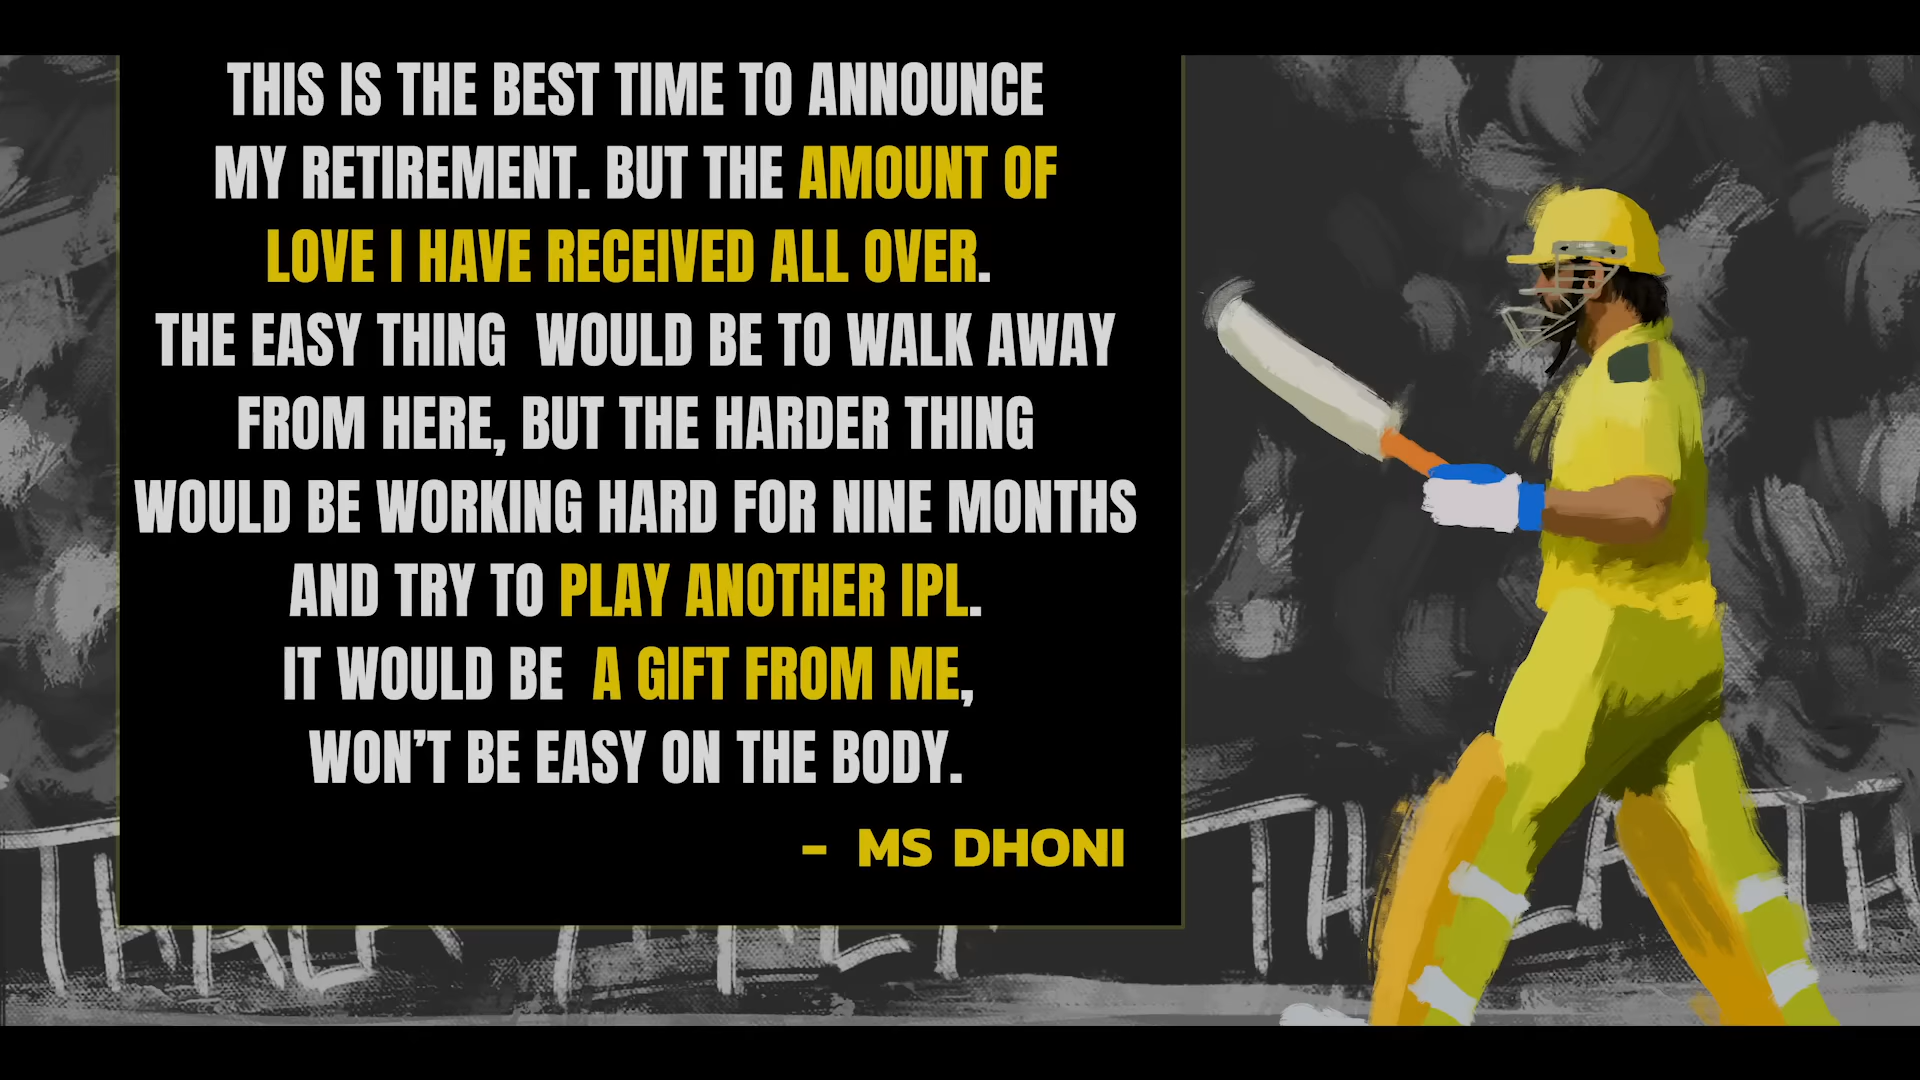 THIS IS THE BEST TIME TO ANNOUNCE
MY RETIREMENT. BUT THE AMOUNT OF
LOVE I HAVE RECEIVED ALL OVER.
THE EASY THING WOULD BE TO WALK AWAY
FROM HERE, BUT THE HARDER THING
WOULD BE WORKING HARD FOR NINE MONTHS
AND TRY TO PLAY ANOTHER IPL.
IT WOULD BE A GIFT FROM ME,
WON'T BE EASY ON THE BODY.
- MS DHONI